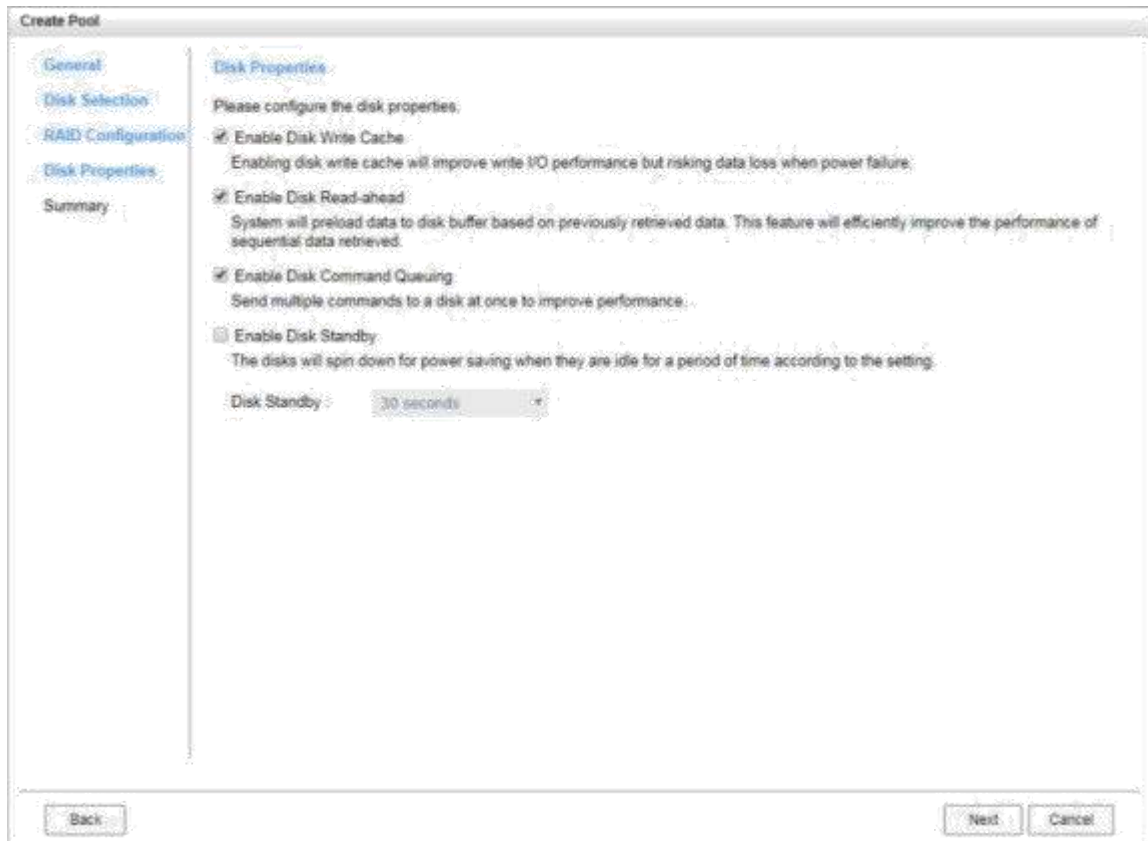 Create Pool
General
Disk Selection
RAID Configuration
Disk Properties
Summary
Disk Properties
Please configure the disk properties.
Enable Disk Write Cache
Enabling disk write cache will improve write I/O performance but risking data loss when power failure.
Enable Disk Read-ahead
System will preload data to disk buffer based on previously retrieved data. This feature will efficiently improve the performance of
sequential data retrieved.
Enable Disk Command Queuing
Send multiple commands to a disk at once to improve performance.
Enable Disk Standby
The disks will spin down for power saving when they are idle for a period of time according to the setting.
Disk Standby : 30 seconds
Back Next Cancel